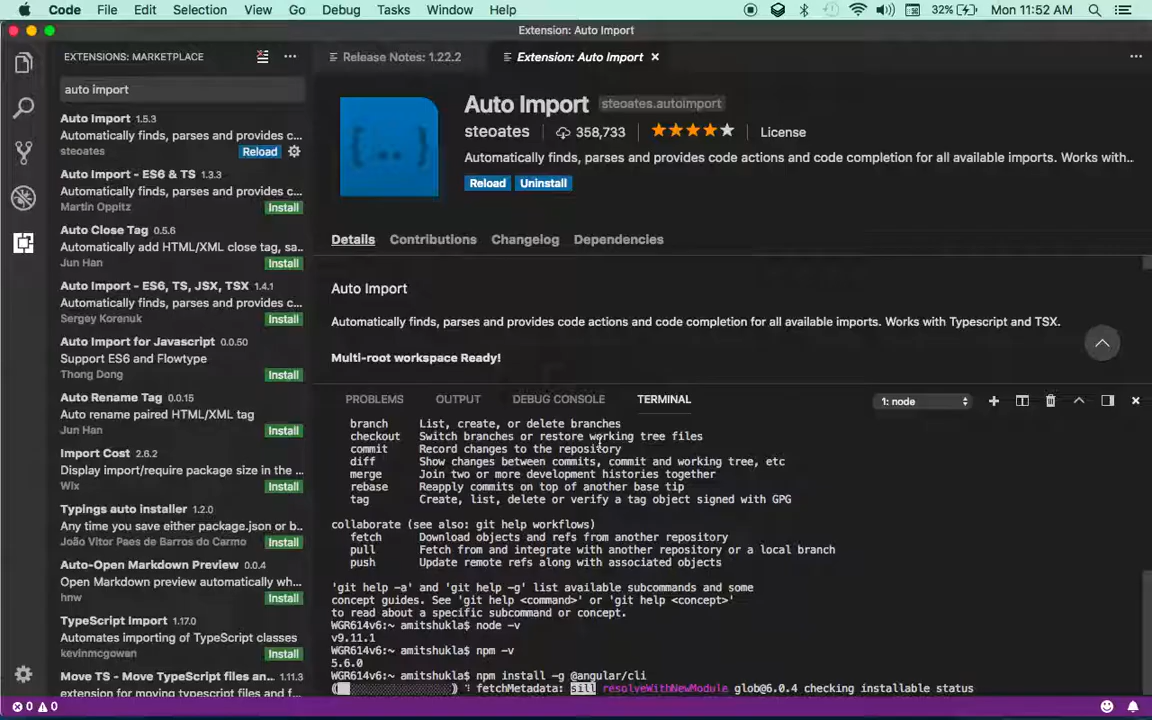 Code File Edit Selection View Go Debug Tasks Window Help 32% Mon 11:52 AM
Extension: Auto Import
EXTENSIONS: MARKETPLACE
auto import
Auto Import 1.5.3
Automatically finds, parses and provides c...
steoates Reload
Auto Import - ES6 & TS 1.3.3
Automatically finds, parses and provides c...
Martin Oppitz Install
Auto Close Tag 0.5.6
Automatically add HTML/XML close tag, sa...
Jun Han Install
Auto Import - ES6, TS, JSX, TSX 1.4.1
Automatically finds, parses and provides c...
Sergey Korenuk Install
Auto Import for Javascript 0.0.50
Support ES6 and Flowtype
Thong Dong Install
Auto Rename Tag 0.0.15
Auto rename paired HTML/XML tag
Jun Han Install
Import Cost 2.6.2
Display import/require package size in the ...
Wix Install
Typings auto installer 1.2.0
Any time you save either package.json or b...
João Vitor Paes de Barros do Carmo Install
Auto-Open Markdown Preview 0.0.4
Open Markdown preview automatically wh...
hnw Install
TypeScript Import 1.17.0
Automates importing of TypeScript classes
kevinmcgowan Install
Move TS - Move TypeScript files an... 1.11.3
extension for moving typescript files and f...
Release Notes: 1.22.2 Extension: Auto Import
Auto Import steoates.autoimport
steoates 358,733 License
Automatically finds, parses and provides code actions and code completion for all available imports. Works with...
Reload Uninstall
Details Contributions Changelog Dependencies
Auto Import
Automatically finds, parses and provides code actions and code completion for all available imports. Works with Typescript and TSX.
Multi-root workspace Ready!
PROBLEMS OUTPUT DEBUG CONSOLE TERMINAL 1: node
branch List, create, or delete branches
checkout Switch branches or restore working tree files
commit Record changes to the repository
diff Show changes between commits, commit and working tree, etc
merge Join two or more development histories together
rebase Reapply commits on top of another base tip
tag Create, list, delete or verify a tag object signed with GPG
collaborate (see also: git help workflows)
fetch Download objects and refs from another repository
pull Fetch from and integrate with another repository or a local branch
push Update remote refs along with associated objects
'git help -a' and 'git help -g' list available subcommands and some
concept guides. See 'git help <command>' or 'git help <concept>'
to read about a specific subcommand or concept.
WGR614v6:~ amitshukla$ node -v
v9.11.1
WGR614v6:~ amitshukla$ npm -v
5.6.0
WGR614v6:~ amitshukla$ npm install -g @angular/cli
fetchMetadata: sill resolveWithNewModule glob@6.0.4 checking installable status
0 0